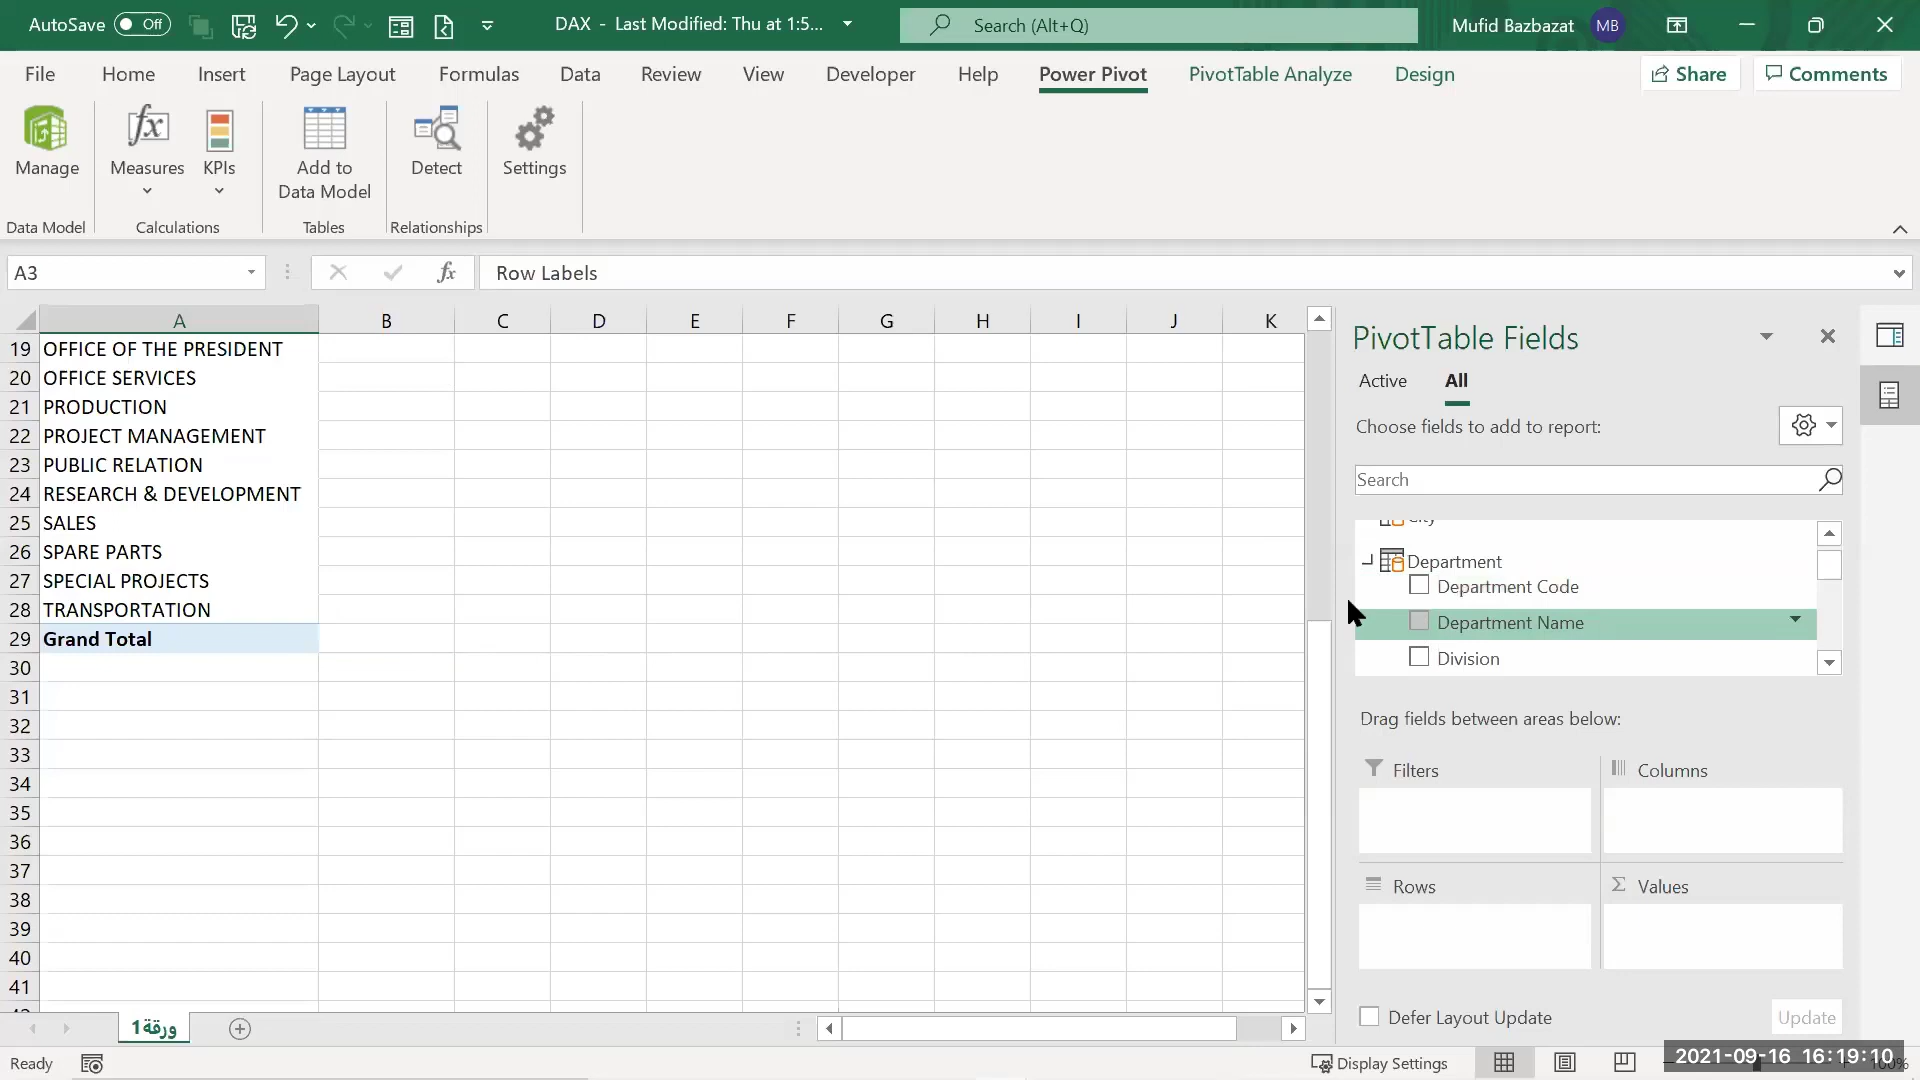 AutoSave Off
DAX - Last Modified: Thu at 1:5...
Search (Alt+Q)
Mufid Bazbazat MB
File Home Insert Page Layout Formulas Data Review View Developer Help Power Pivot PivotTable Analyze Design Share Comments
Manage
Measures
KPIs
Add to
Data Model
Detect
Settings
Data Model Calculations Tables Relationships
A3 fx Row Labels
A B C D E F G H I J K
19 OFFICE OF THE PRESIDENT
20 OFFICE SERVICES
21 PRODUCTION
22 PROJECT MANAGEMENT
23 PUBLIC RELATION
24 RESEARCH & DEVELOPMENT
25 SALES
26 SPARE PARTS
27 SPECIAL PROJECTS
28 TRANSPORTATION
29 Grand Total
30
31
32
33
34
35
36
37
38
39
40
41
PivotTable Fields
Active All
Choose fields to add to report:
Search
City
Department
Department Code
Department Name
Division
Drag fields between areas below:
Filters
Columns
Rows
Values
Defer Layout Update Update
ورقة1
Ready
Display Settings
2021-09-16 16:19:10